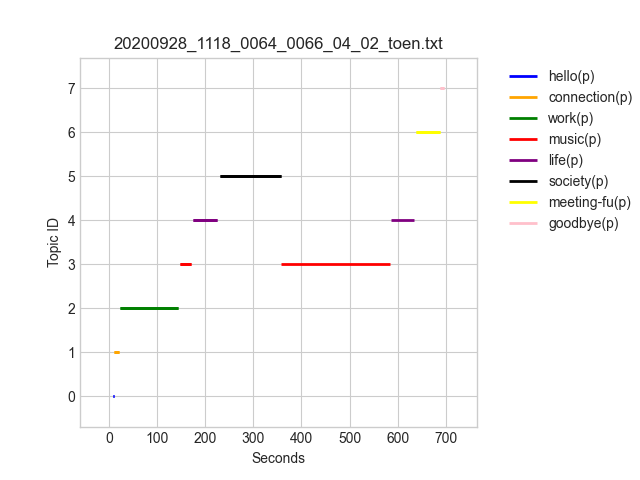 20200928_1118_0064_0066_04_02_toen.txt
hello(p)
connection(p)
work(p)
music(p)
life(p)
society(p)
meeting-fu(p)
goodbye(p)
Topic ID
7
6
5
4
3
2
1
0
0 100 200 300 400 500 600 700
Seconds